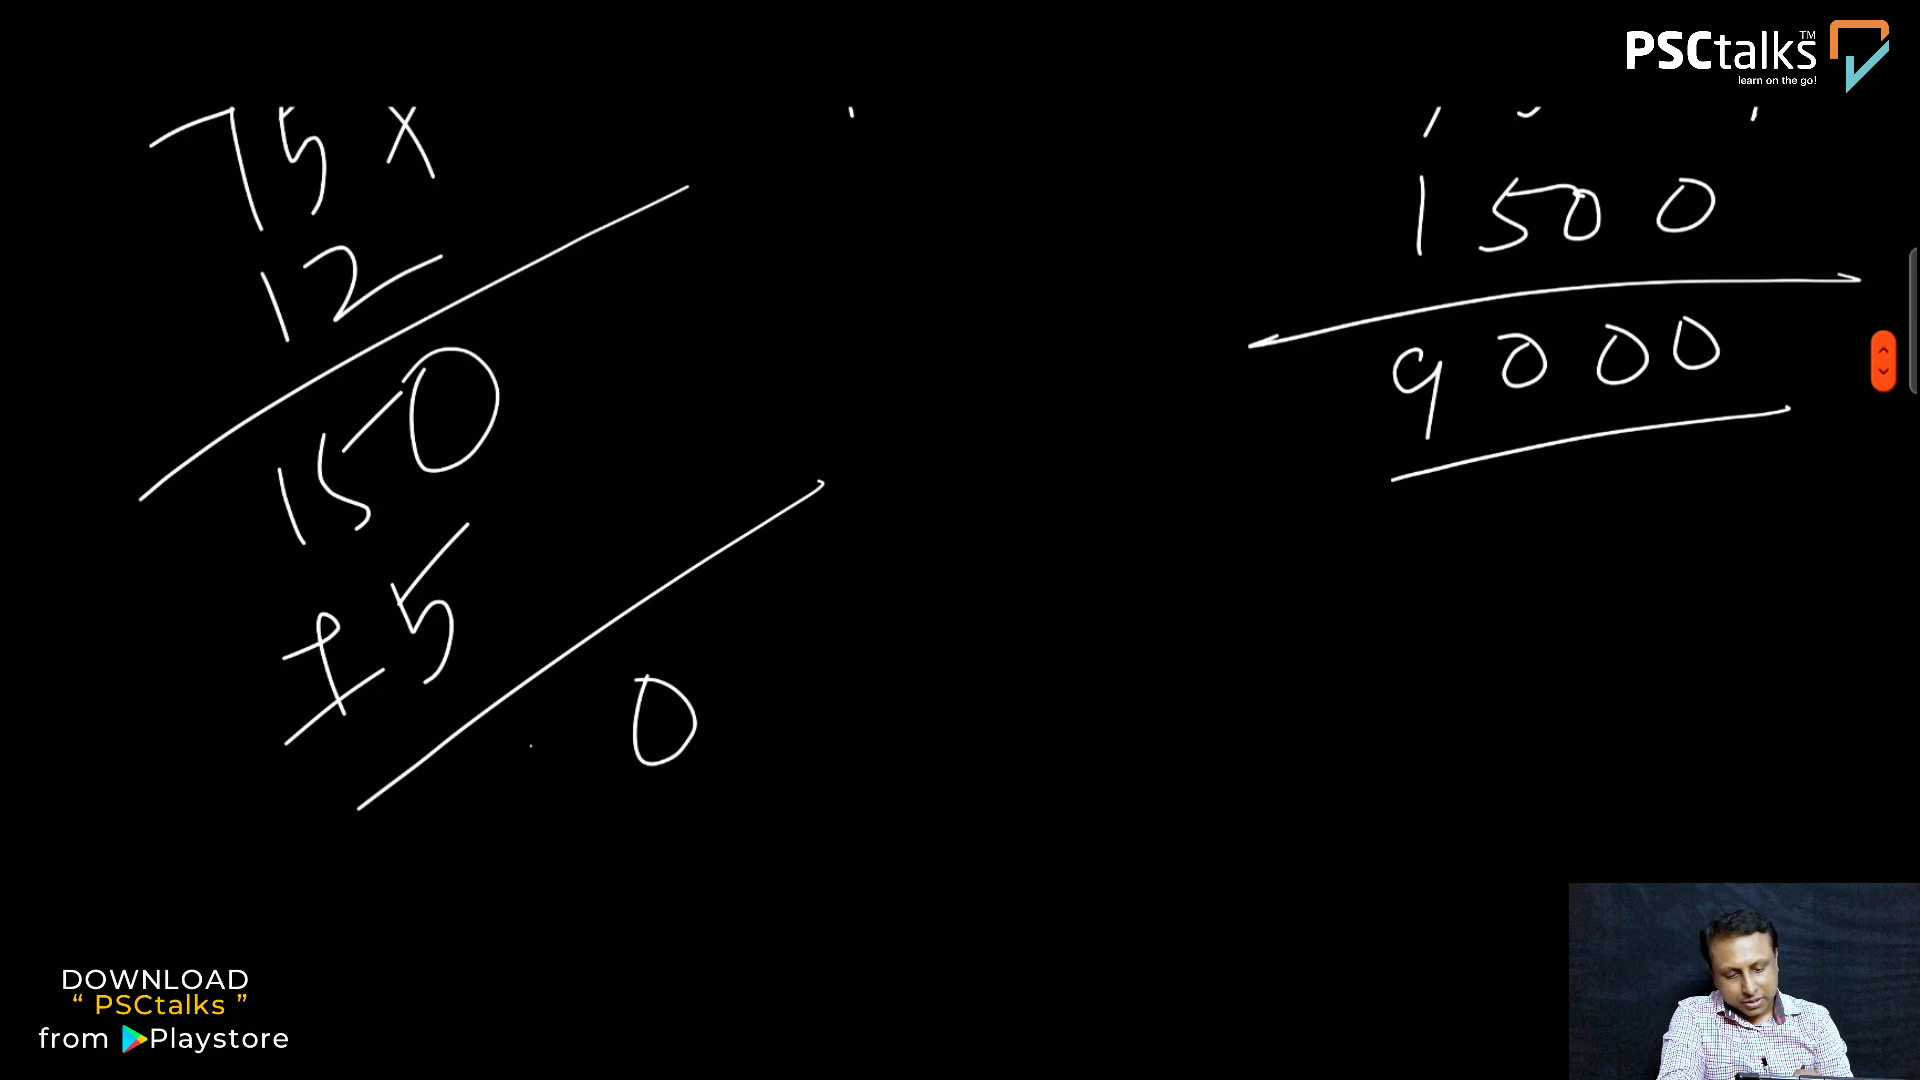 PSCtalks™
learn on the go!
75 x
12
150
75
0
1500
9000
DOWNLOAD
“ PSCtalks ”
from Playstore